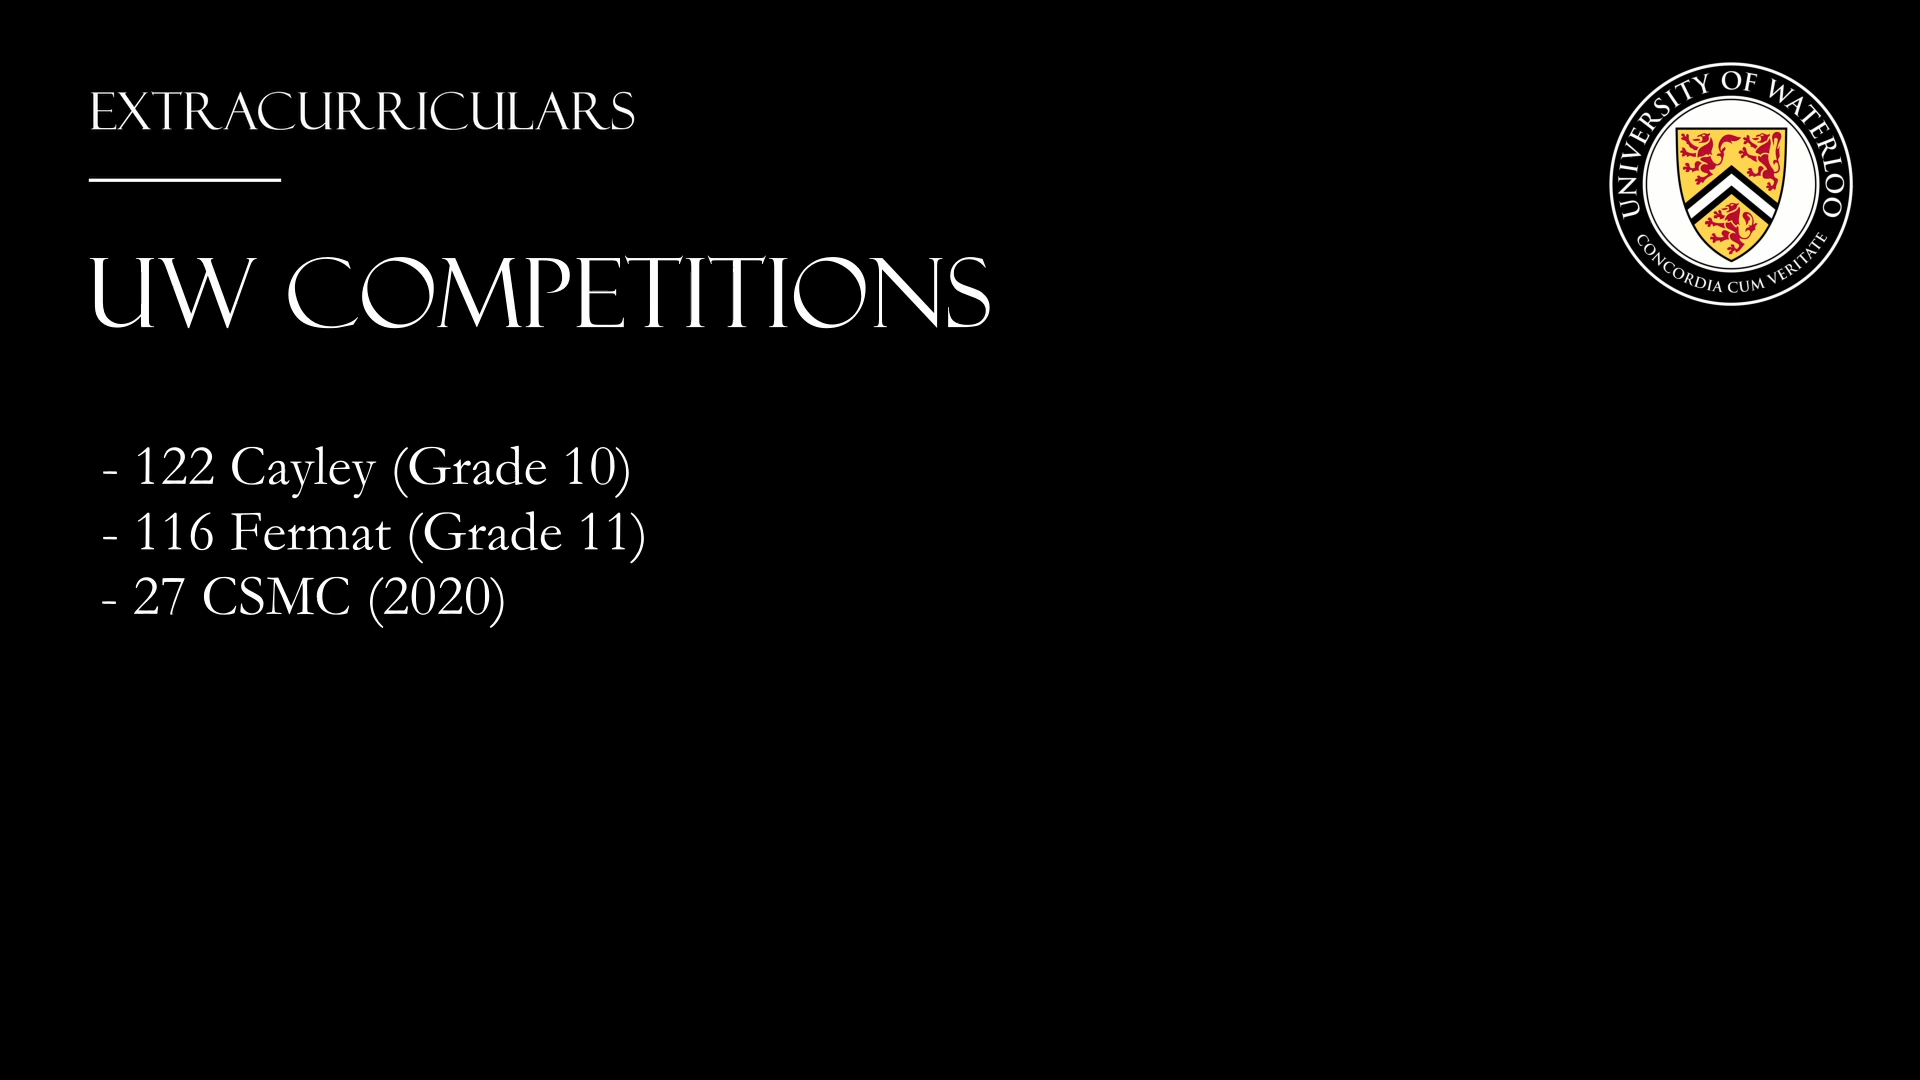 EXTRACURRICULARS
UNIVERSITY OF WATERLOO
CONCORDIA CUM VERITATE
UW COMPETITIONS
- 122 Cayley (Grade 10)
- 116 Fermat (Grade 11)
- 27 CSMC (2020)